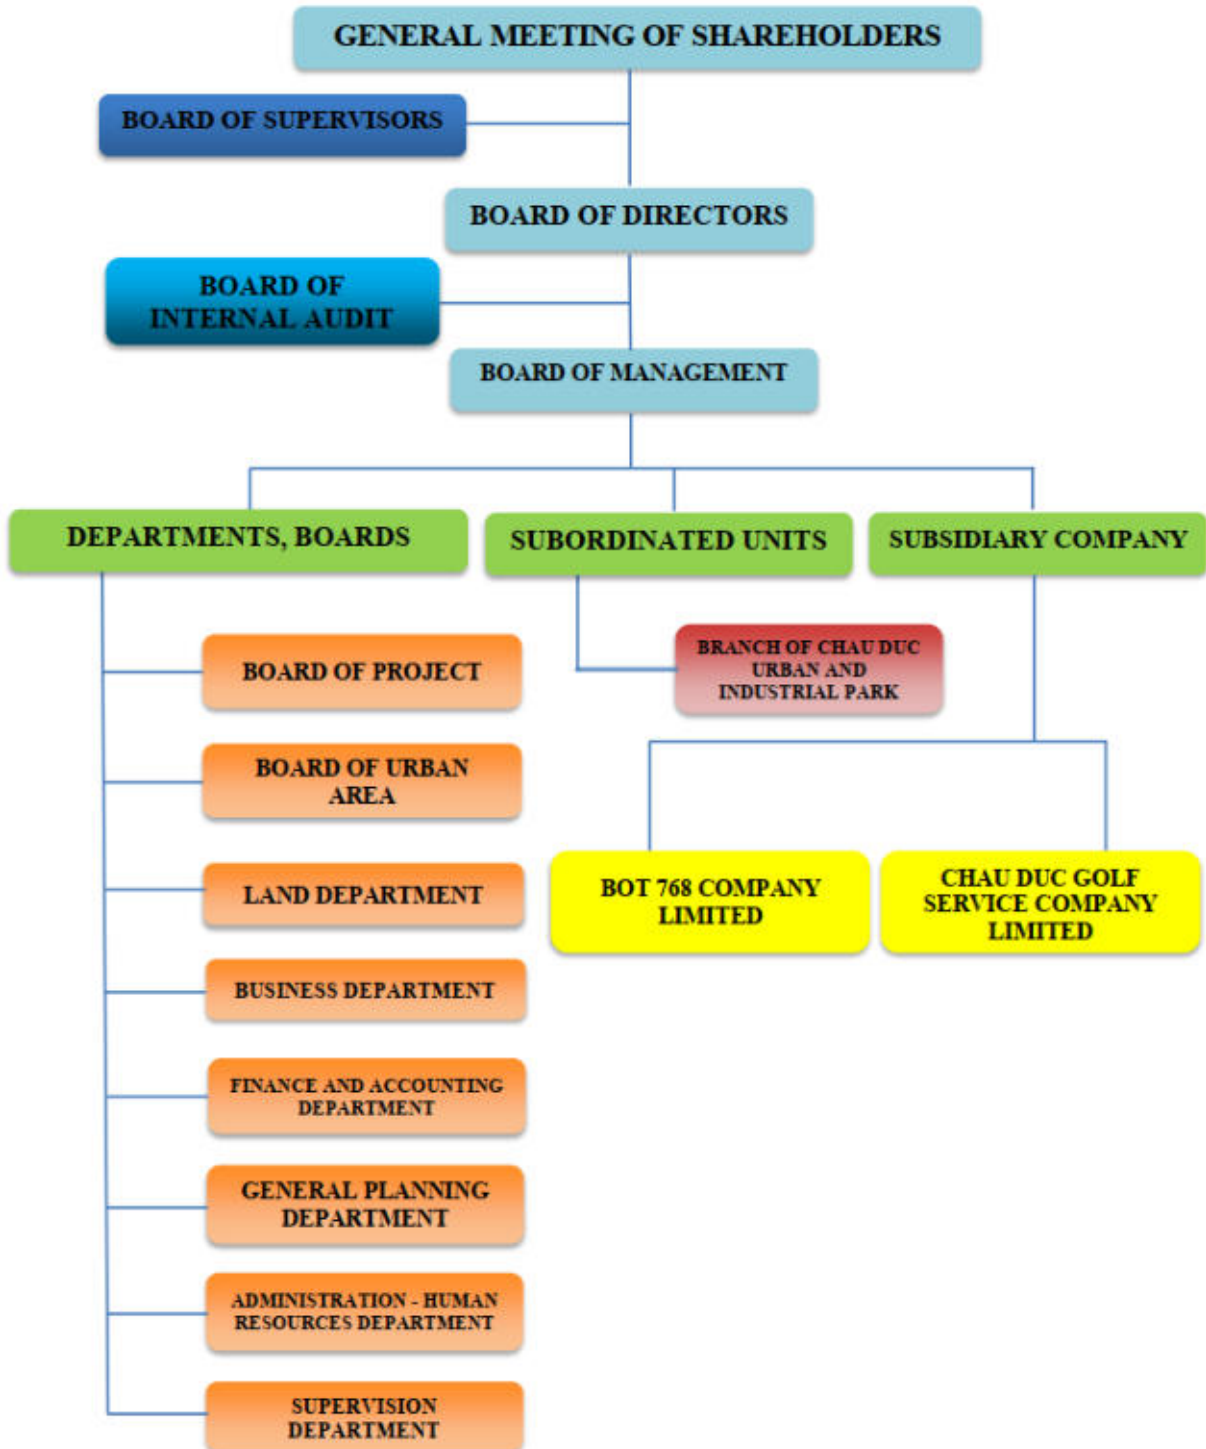 GENERAL MEETING OF SHAREHOLDERS
BOARD OF SUPERVISORS
BOARD OF DIRECTORS
BOARD OF
INTERNAL AUDIT
BOARD OF MANAGEMENT
DEPARTMENTS, BOARDS
SUBORDINATED UNITS
SUBSIDIARY COMPANY
BOARD OF PROJECT
BOARD OF URBAN
AREA
LAND DEPARTMENT
BUSINESS DEPARTMENT
FINANCE AND ACCOUNTING
DEPARTMENT
GENERAL PLANNING
DEPARTMENT
ADMINISTRATION - HUMAN
RESOURCES DEPARTMENT
SUPERVISION
DEPARTMENT
BRANCH OF CHAU DUC
URBAN AND
INDUSTRIAL PARK
BOT 768 COMPANY
LIMITED
CHAU DUC GOLF
SERVICE COMPANY
LIMITED